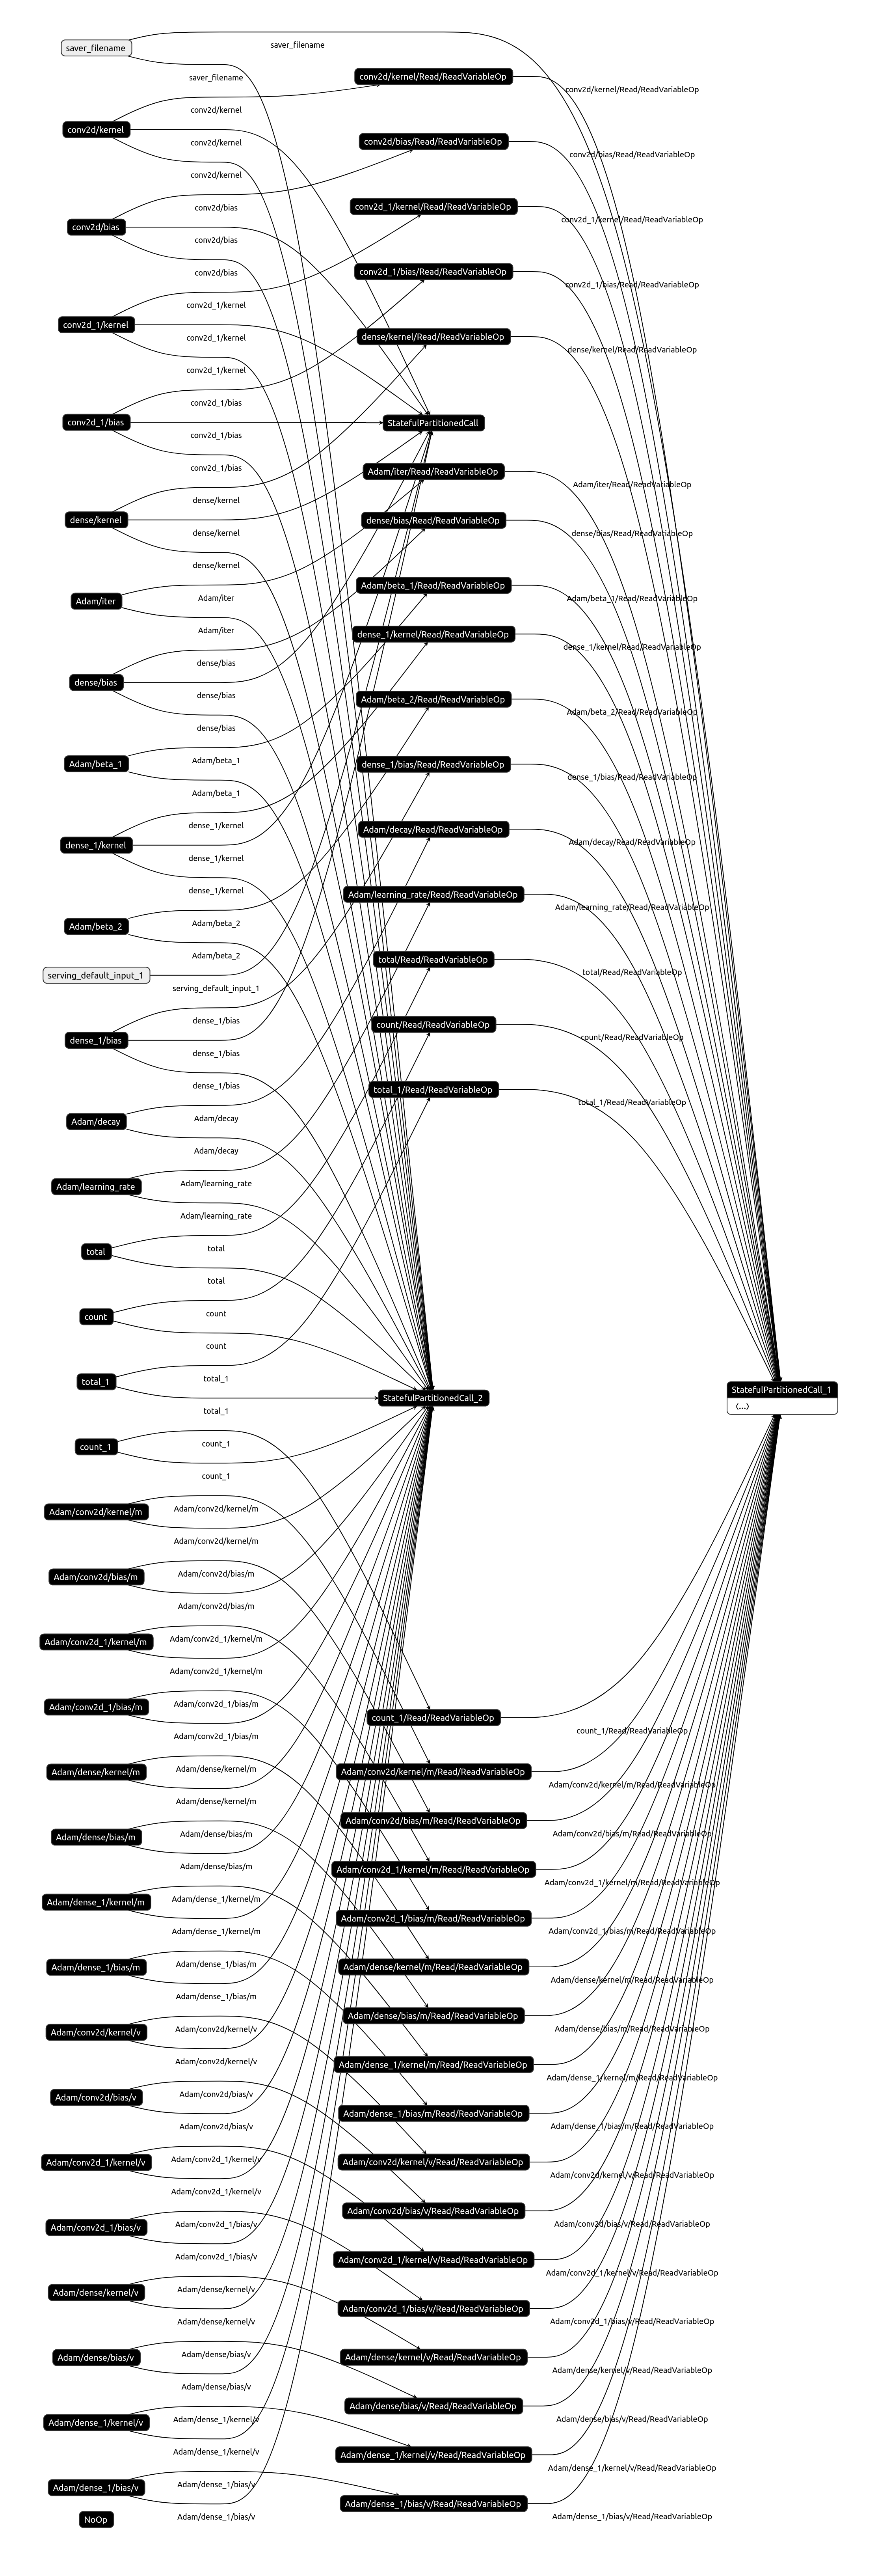 saver_filename
saver_filename
conv2d/kernel/Read/ReadVariableOp
saver_filename
conv2d/kernel/Read/ReadVariableOp
conv2d/kernel
conv2d/kernel
conv2d/bias/Read/ReadVariableOp
conv2d/kernel
conv2d/bias/Read/ReadVariableOp
conv2d/kernel
conv2d_1/kernel/Read/ReadVariableOp
conv2d/bias
conv2d_1/kernel/Read/ReadVariableOp
conv2d/bias
conv2d/bias
conv2d_1/bias/Read/ReadVariableOp
conv2d/bias
conv2d_1/bias/Read/ReadVariableOp
conv2d_1/kernel
conv2d_1/kernel
dense/kernel/Read/ReadVariableOp
conv2d_1/kernel
dense/kernel/Read/ReadVariableOp
conv2d_1/kernel
conv2d_1/bias
conv2d_1/bias
StatefulPartitionedCall
conv2d_1/bias
conv2d_1/bias
Adam/iter/Read/ReadVariableOp
Adam/iter/Read/ReadVariableOp
dense/kernel
dense/kernel
dense/bias/Read/ReadVariableOp
dense/kernel
dense/bias/Read/ReadVariableOp
dense/kernel
Adam/beta_1/Read/ReadVariableOp
Adam/iter
Adam/iter
Adam/beta_1/Read/ReadVariableOp
Adam/iter
dense_1/kernel/Read/ReadVariableOp
dense_1/kernel/Read/ReadVariableOp
dense/bias
dense/bias
dense/bias
Adam/beta_2/Read/ReadVariableOp
Adam/beta_2/Read/ReadVariableOp
dense/bias
Adam/beta_1
Adam/beta_1
dense_1/bias/Read/ReadVariableOp
dense_1/bias/Read/ReadVariableOp
Adam/beta_1
dense_1/kernel
Adam/decay/Read/ReadVariableOp
Adam/decay/Read/ReadVariableOp
dense_1/kernel
dense_1/kernel
dense_1/kernel
Adam/learning_rate/Read/ReadVariableOp
Adam/learning_rate/Read/ReadVariableOp
Adam/beta_2
Adam/beta_2
Adam/beta_2
total/Read/ReadVariableOp
total/Read/ReadVariableOp
serving_default_input_1
serving_default_input_1
dense_1/bias
count/Read/ReadVariableOp
count/Read/ReadVariableOp
dense_1/bias
dense_1/bias
dense_1/bias
total_1/Read/ReadVariableOp
total_1/Read/ReadVariableOp
Adam/decay
Adam/decay
Adam/decay
Adam/learning_rate
Adam/learning_rate
Adam/learning_rate
total
total
total
count
count
count
total_1
total_1
StatefulPartitionedCall_1
StatefulPartitionedCall_2
⟨...⟩
total_1
count_1
count_1
count_1
Adam/conv2d/kernel/m
Adam/conv2d/kernel/m
Adam/conv2d/kernel/m
Adam/conv2d/bias/m
Adam/conv2d/bias/m
Adam/conv2d/bias/m
Adam/conv2d_1/kernel/m
Adam/conv2d_1/kernel/m
Adam/conv2d_1/kernel/m
Adam/conv2d_1/bias/m
Adam/conv2d_1/bias/m
count_1/Read/ReadVariableOp
count_1/Read/ReadVariableOp
Adam/conv2d_1/bias/m
Adam/dense/kernel/m
Adam/dense/kernel/m
Adam/conv2d/kernel/m/Read/ReadVariableOp
Adam/conv2d/kernel/m/Read/ReadVariableOp
Adam/dense/kernel/m
Adam/conv2d/bias/m/Read/ReadVariableOp
Adam/conv2d/bias/m/Read/ReadVariableOp
Adam/dense/bias/m
Adam/dense/bias/m
Adam/dense/bias/m
Adam/conv2d_1/kernel/m/Read/ReadVariableOp
Adam/conv2d_1/kernel/m/Read/ReadVariableOp
Adam/dense_1/kernel/m
Adam/dense_1/kernel/m
Adam/conv2d_1/bias/m/Read/ReadVariableOp
Adam/conv2d_1/bias/m/Read/ReadVariableOp
Adam/dense_1/kernel/m
Adam/dense_1/bias/m
Adam/dense_1/bias/m
Adam/dense/kernel/m/Read/ReadVariableOp
Adam/dense/kernel/m/Read/ReadVariableOp
Adam/dense_1/bias/m
Adam/dense/bias/m/Read/ReadVariableOp
Adam/dense/bias/m/Read/ReadVariableOp
Adam/conv2d/kernel/v
Adam/conv2d/kernel/v
Adam/conv2d/kernel/v
Adam/dense_1/kernel/m/Read/ReadVariableOp
Adam/dense_1/kernel/m/Read/ReadVariableOp
Adam/conv2d/bias/v
Adam/conv2d/bias/v
Adam/dense_1/bias/m/Read/ReadVariableOp
Adam/dense_1/bias/m/Read/ReadVariableOp
Adam/conv2d/bias/v
Adam/conv2d_1/kernel/v
Adam/conv2d_1/kernel/v
Adam/conv2d/kernel/v/Read/ReadVariableOp
Adam/conv2d/kernel/v/Read/ReadVariableOp
Adam/conv2d_1/kernel/v
Adam/conv2d/bias/v/Read/ReadVariableOp
Adam/conv2d/bias/v/Read/ReadVariableOp
Adam/conv2d_1/bias/v
Adam/conv2d_1/bias/v
Adam/conv2d_1/bias/v
Adam/conv2d_1/kernel/v/Read/ReadVariableOp
Adam/conv2d_1/kernel/v/Read/ReadVariableOp
Adam/dense/kernel/v
Adam/dense/kernel/v
Adam/conv2d_1/bias/v/Read/ReadVariableOp
Adam/conv2d_1/bias/v/Read/ReadVariableOp
Adam/dense/kernel/v
Adam/dense/bias/v
Adam/dense/bias/v
Adam/dense/kernel/v/Read/ReadVariableOp
Adam/dense/kernel/v/Read/ReadVariableOp
Adam/dense/bias/v
Adam/dense/bias/v/Read/ReadVariableOp
Adam/dense/bias/v/Read/ReadVariableOp
Adam/dense_1/kernel/v
Adam/dense_1/kernel/v
Adam/dense_1/kernel/v
Adam/dense_1/kernel/v/Read/ReadVariableOp
Adam/dense_1/kernel/v/Read/ReadVariableOp
Adam/dense_1/bias/v
Adam/dense_1/bias/v
Adam/dense_1/bias/v/Read/ReadVariableOp
Adam/dense_1/bias/v/Read/ReadVariableOp
Adam/dense_1/bias/v
NoOp